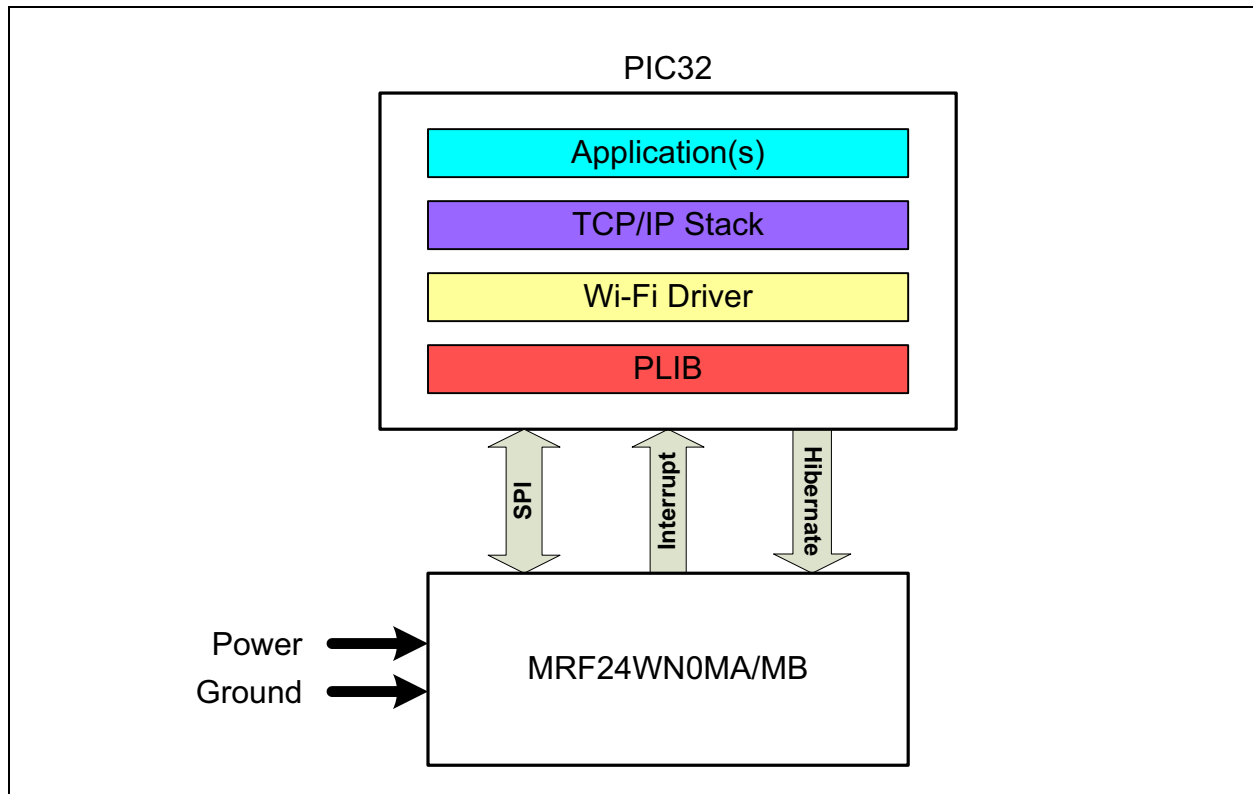 PIC32
Application(s)
TCP/IP Stack
Wi-Fi Driver
PLIB
SPI
Interrupt
Hibernate
Power
Ground
MRF24WN0MA/MB